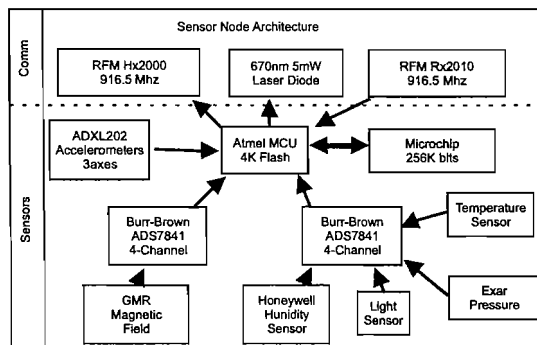 Sensor Node Architecture
Comm
RFM Hx2000
916.5 Mhz
670nm 5mW
Laser Diode
RFM Rx2010
916.5 Mhz
Sensors
ADXL202
Accelerometers
3axes
Atmel MCU
4K Flash
Microchip
256K bits
Burr-Brown
ADS7841
4-Channel
Burr-Brown
ADS7841
4-Channel
Temperature
Sensor
GMR
Magnetic
Field
Honeywell
Hunidity
Sensor
Light
Sensor
Exar
Pressure